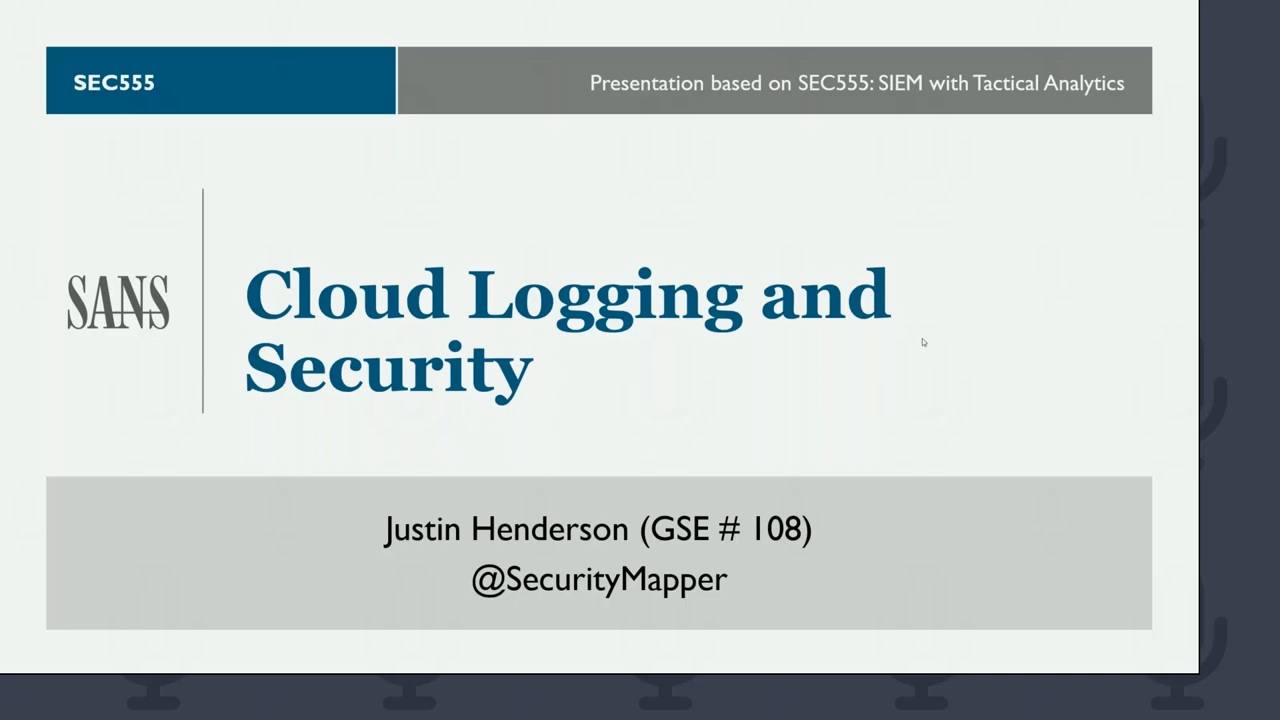 SEC555
Presentation based on SEC555: SIEM with Tactical Analytics
SANS
Cloud Logging and
Security
Justin Henderson (GSE # 108)
@SecurityMapper